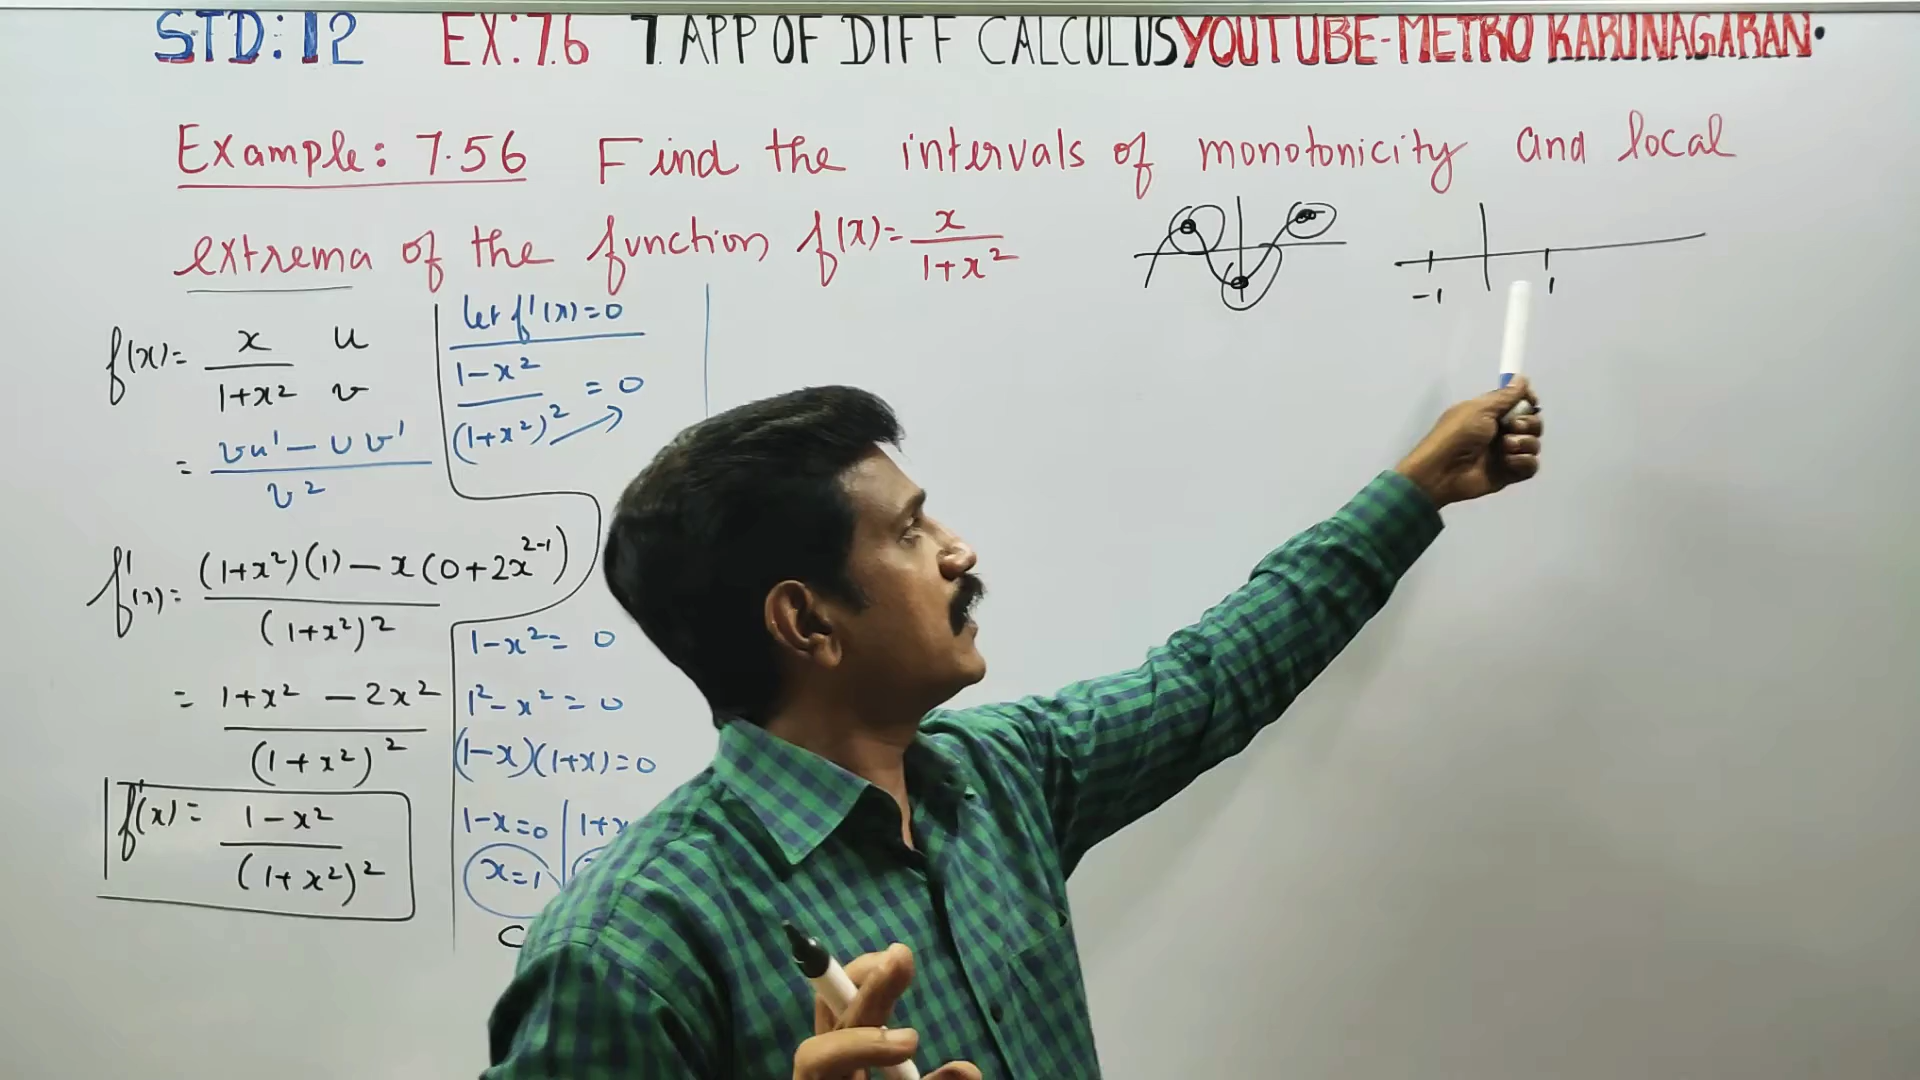 STD:12 EX:7.6 7. APP OF DIFF CALCULUS YOUTUBE-METRO KARUNAGARAN.
Example: 7.56 Find the intervals of monotonicity and local
extrema of the function, f(x)= x/(1+x²)
-1 1
f(x)= x/(1+x²) u v
= (vu' - uv')/v²
f'(x)= ((1+x²)(1) - x(0+2x²⁻¹))/(1+x²)²
= (1+x² - 2x²)/(1+x²)²
f'(x)= (1-x²)/(1+x²)²
let f'(x)=0
(1-x²)/(1+x²)² = 0
1-x²= 0
1²-x²= 0
(1-x)(1+x)=0
1-x=0 1+x
x=1
C